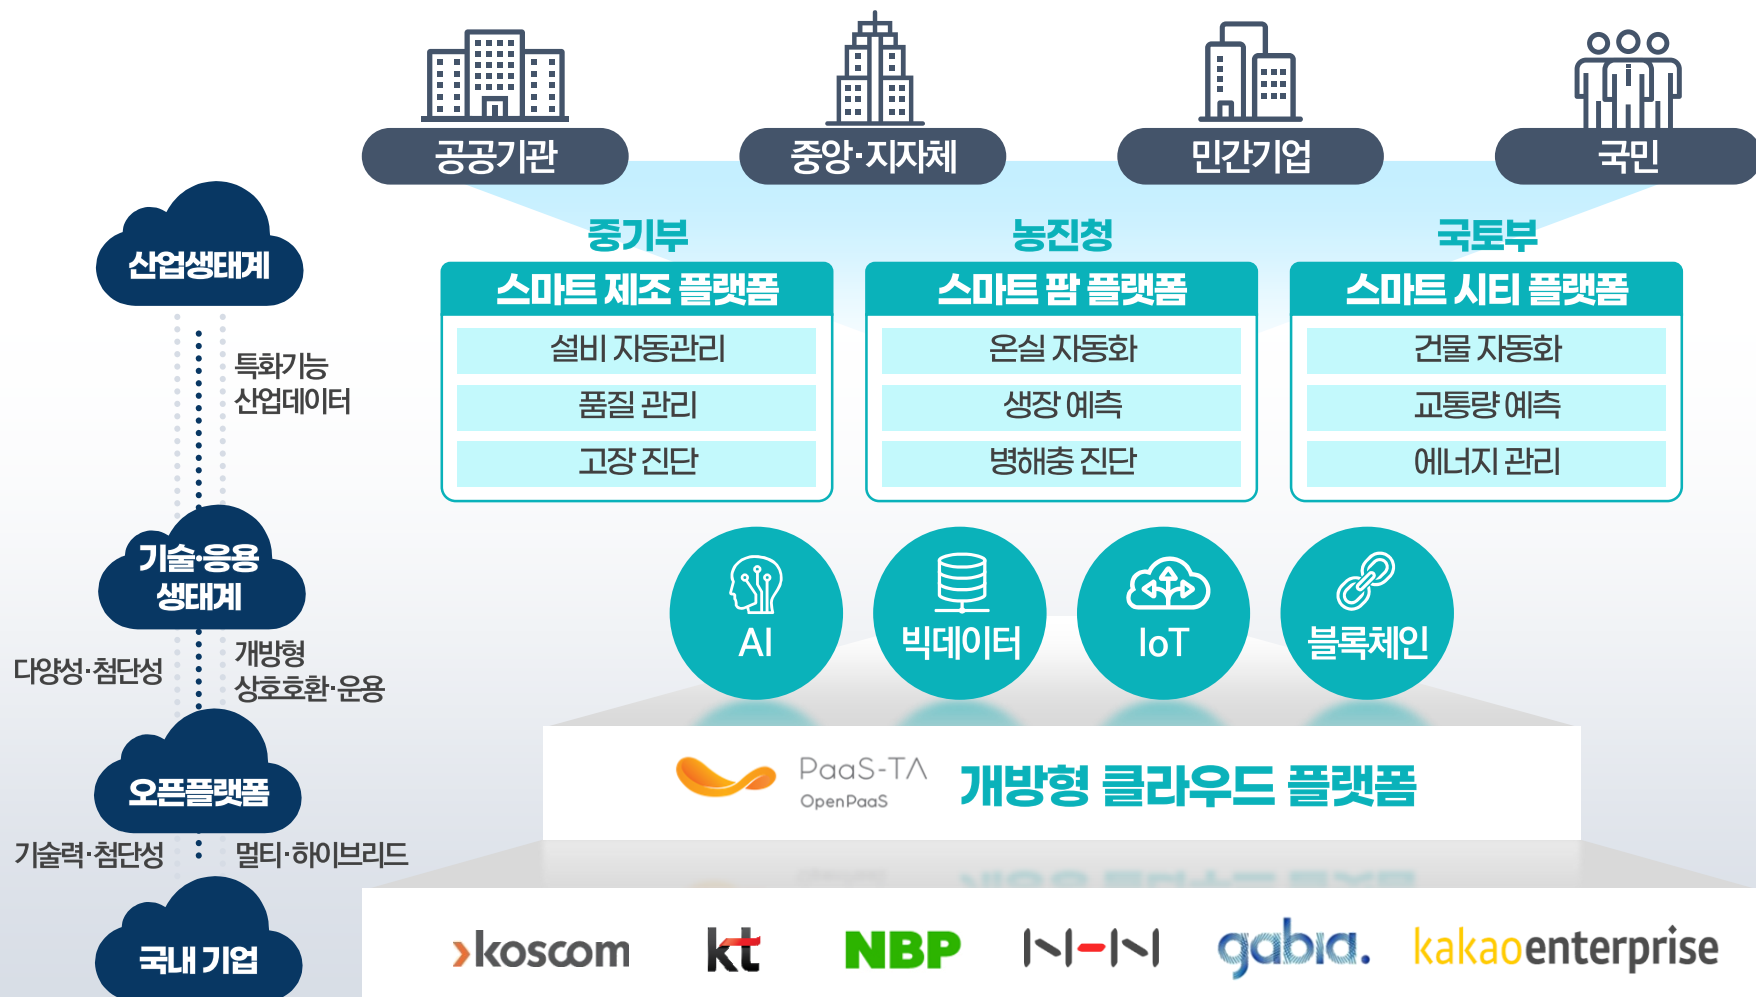 공공기관
중앙·지자체
민간기업
국민
산업생태계
중기부
스마트 제조 플랫폼
설비 자동관리
품질 관리
고장 진단
농진청
스마트 팜 플랫폼
온실 자동화
생장 예측
병해충 진단
국토부
스마트 시티 플랫폼
건물 자동화
교통량 예측
에너지 관리
특화기능
산업데이터
기술·응용
생태계
AI
빅데이터
IoT
블록체인
다양성·첨단성
개방형
상호호환·운용
오픈플랫폼
PaaS-TA
OpenPaaS
개방형 클라우드 플랫폼
기술력·첨단성
멀티·하이브리드
국내 기업
koscom
kt
NBP
NHN
gabia.
kakaoenterprise